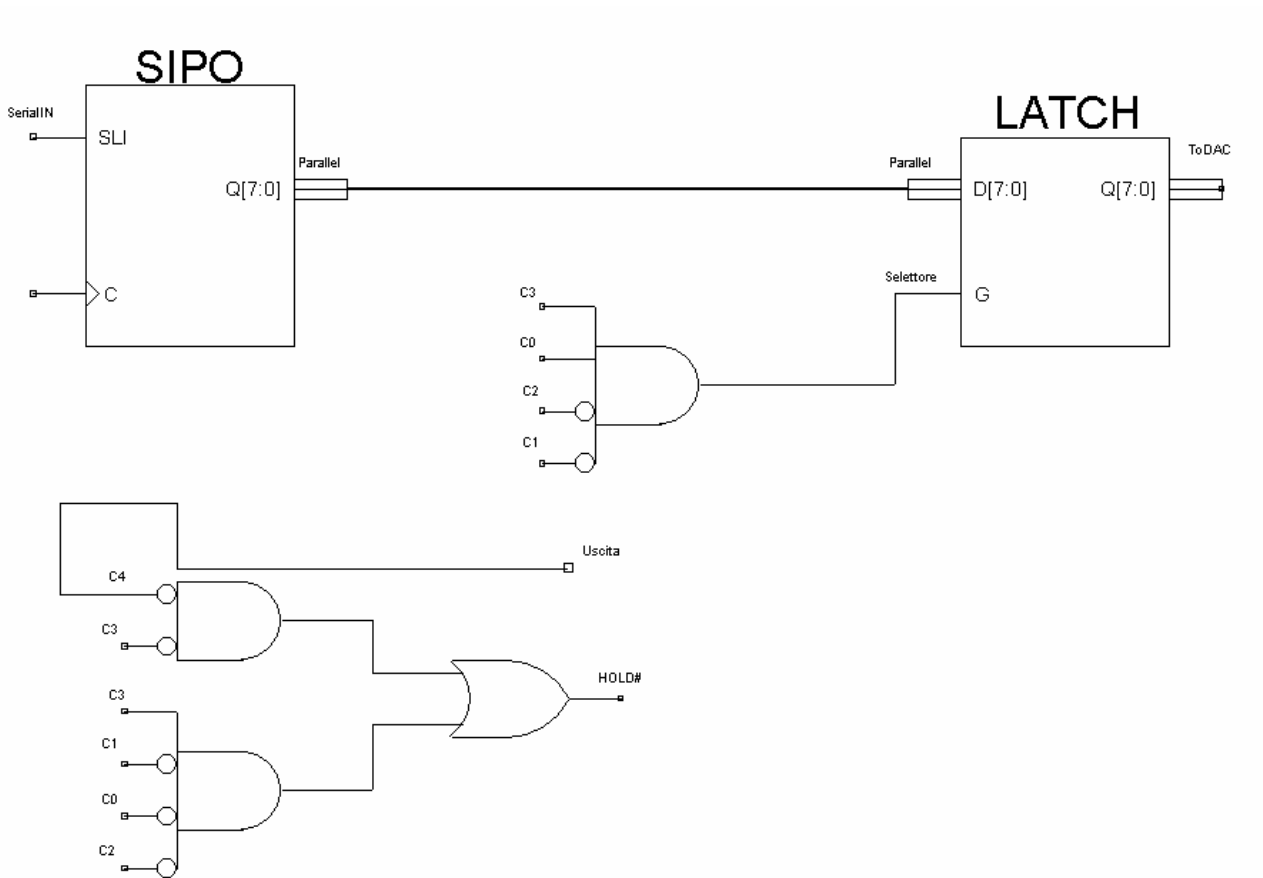 SIPO
SerialIN
SLI
Q[7:0]
C
Parallel
LATCH
Parallel
D[7:0]
Q[7:0]
G
ToDAC
Selettore
C3
C0
C2
C1
Uscita
C4
C3
HOLD#
C3
C1
C0
C2